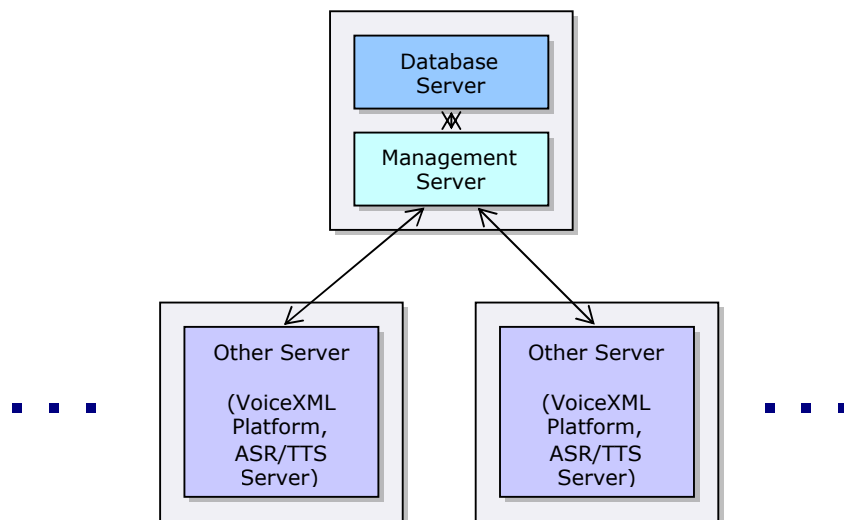 Database
Server
Management
Server
Other Server
(VoiceXML
Platform,
ASR/TTS
Server)
Other Server
(VoiceXML
Platform,
ASR/TTS
Server)